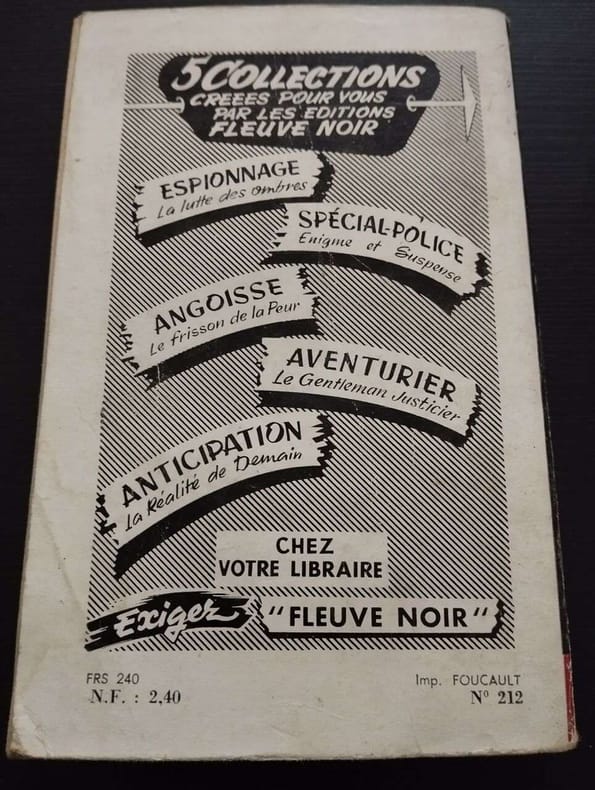 5 COLLECTIONS
CREEES POUR VOUS
PAR LES EDITIONS
FLEUVE NOIR
ESPIONNAGE
La lutte des ombres
SPÉCIAL-POLICE
Enigme et Suspense
ANGOISSE
Le frisson de la Peur
AVENTURIER
Le Gentleman Justicier
ANTICIPATION
La Réalité de Demain
CHEZ
VOTRE LIBRAIRE
Exigez "FLEUVE NOIR"
FRS 240
N.F. : 2,40
Imp. FOUCAULT
N° 212